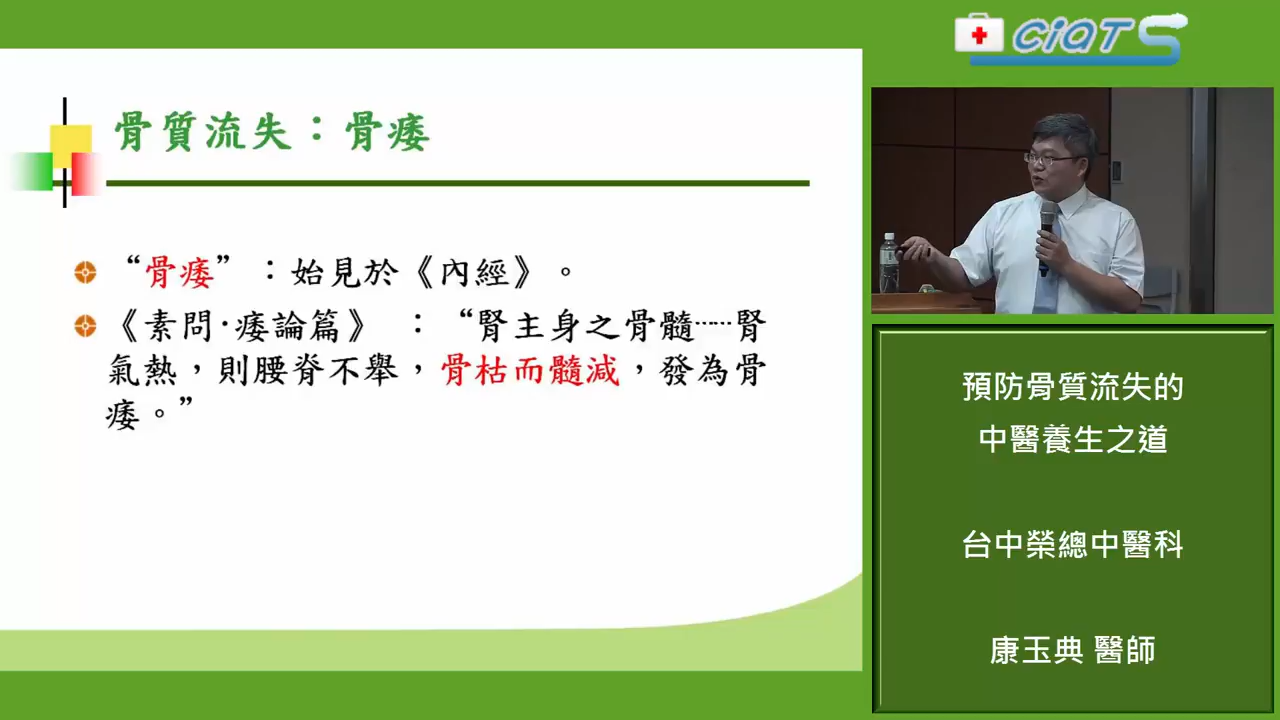 骨質流失：骨痿
“骨痿”：始見於《內經》。
《素問·痿論篇》：“腎主身之骨髓……腎
氣熱，則腰脊不舉，骨枯而髓減，發為骨
痿。”
CiQTS
預防骨質流失的
中醫養生之道
台中榮總中醫科
康玉典 醫師